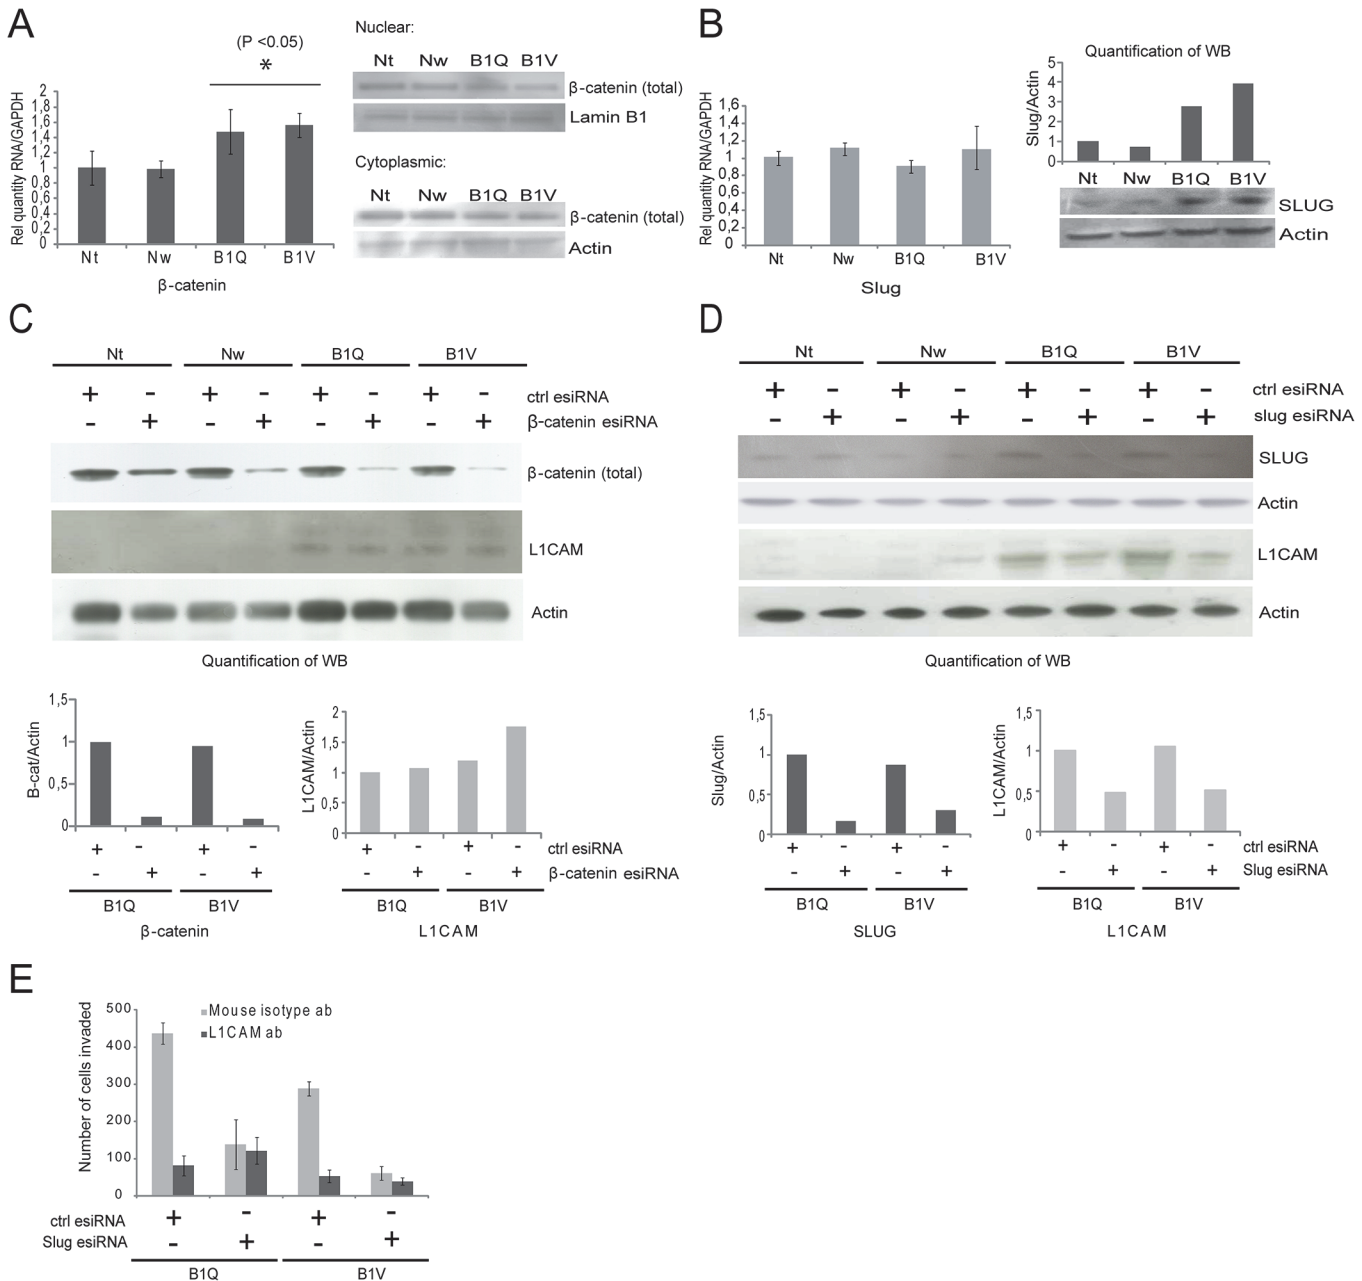 A
(P <0.05)
*
Rel quantity RNA/GAPDH
2
1,8
1,6
1,4
1,2
1
0,8
0,6
0,4
0,2
0
Nt Nw B1Q B1V
β-catenin
Nuclear:
Nt Nw B1Q B1V
β-catenin (total)
Lamin B1
Cytoplasmic:
Nt Nw B1Q B1V
β-catenin (total)
Actin
B
Rel quantity RNA/GAPDH
1,6
1,4
1,2
1
0,8
0,6
0,4
0,2
0
Nt Nw B1Q B1V
Slug
Quantification of WB
Slug/Actin
5
4
3
2
1
0
Nt Nw B1Q B1V
SLUG
Actin
C
Nt Nw B1Q B1V
+ - + - + - + - ctrl esiRNA
- + - + - + - + β-catenin esiRNA
β-catenin (total)
L1CAM
Actin
Quantification of WB
B-cat/Actin
1,5
1
0,5
0
+ - + -
- + - +
B1Q B1V
β-catenin
L1CAM/Actin
2
1,5
1
0,5
0
+ - + - ctrl esiRNA
- + - + β-catenin esiRNA
B1Q B1V
L1CAM
D
Nt Nw B1Q B1V
+ - + - + - + - ctrl esiRNA
- + - + - + - + slug esiRNA
SLUG
Actin
L1CAM
Actin
Quantification of WB
Slug/Actin
1,5
1
0,5
0
+ - + -
- + - +
B1Q B1V
SLUG
L1CAM/Actin
1,5
1
0,5
0
+ - + - ctrl esiRNA
- + - + Slug esiRNA
B1Q B1V
L1CAM
E
Number of cells invaded
500
400
300
200
100
0
Mouse isotype ab
L1CAM ab
ctrl esiRNA + - + -
Slug esiRNA - + - +
B1Q B1V